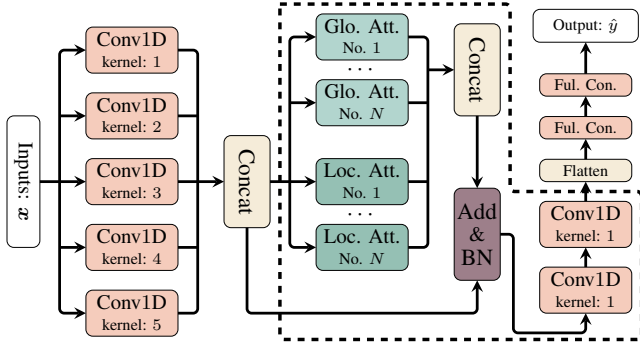 Inputs: x
Conv1D
kernel: 1
Conv1D
kernel: 2
Conv1D
kernel: 3
Conv1D
kernel: 4
Conv1D
kernel: 5
Concat
Glo. Att.
No. 1
...
Glo. Att.
No. N
Loc. Att.
No. 1
...
Loc. Att.
No. N
Concat
Add
&
BN
Output: ŷ
Ful. Con.
Ful. Con.
Flatten
Conv1D
kernel: 1
Conv1D
kernel: 1